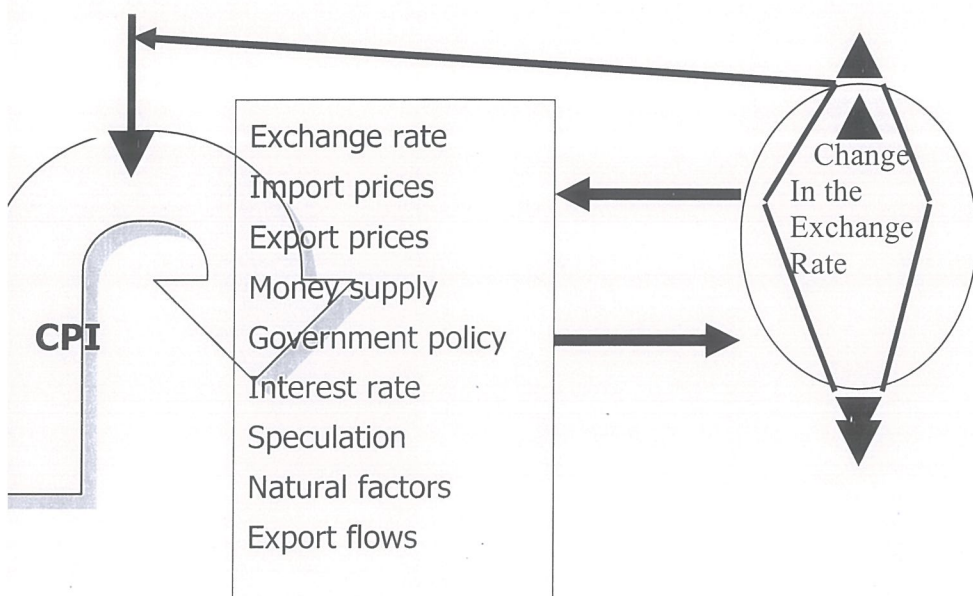 CPI
Exchange rate
Import prices
Export prices
Money supply
Government policy
Interest rate
Speculation
Natural factors
Export flows
Change
In the
Exchange
Rate